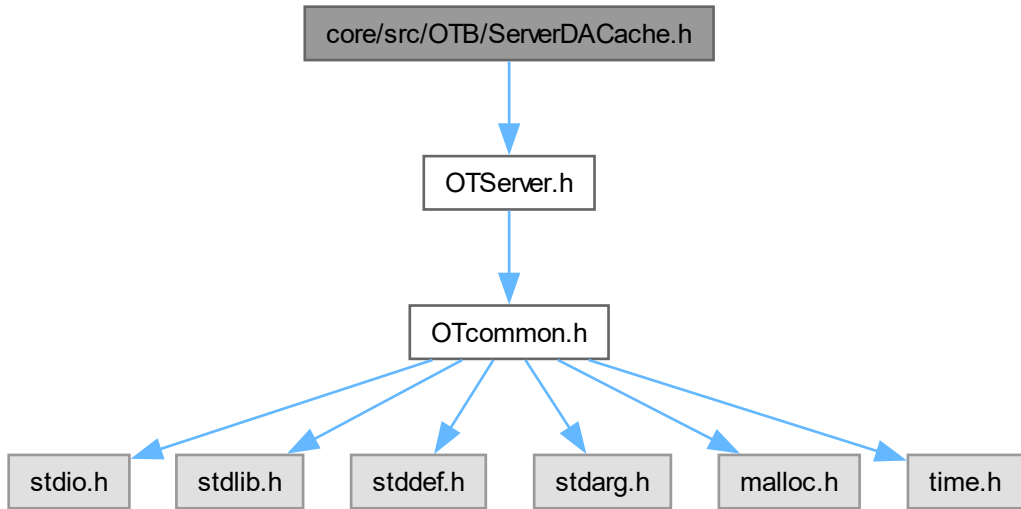 core/src/OTB/ServerDACache.h
OTServer.h
OTcommon.h
stdio.h
stdlib.h
stddef.h
stdarg.h
malloc.h
time.h